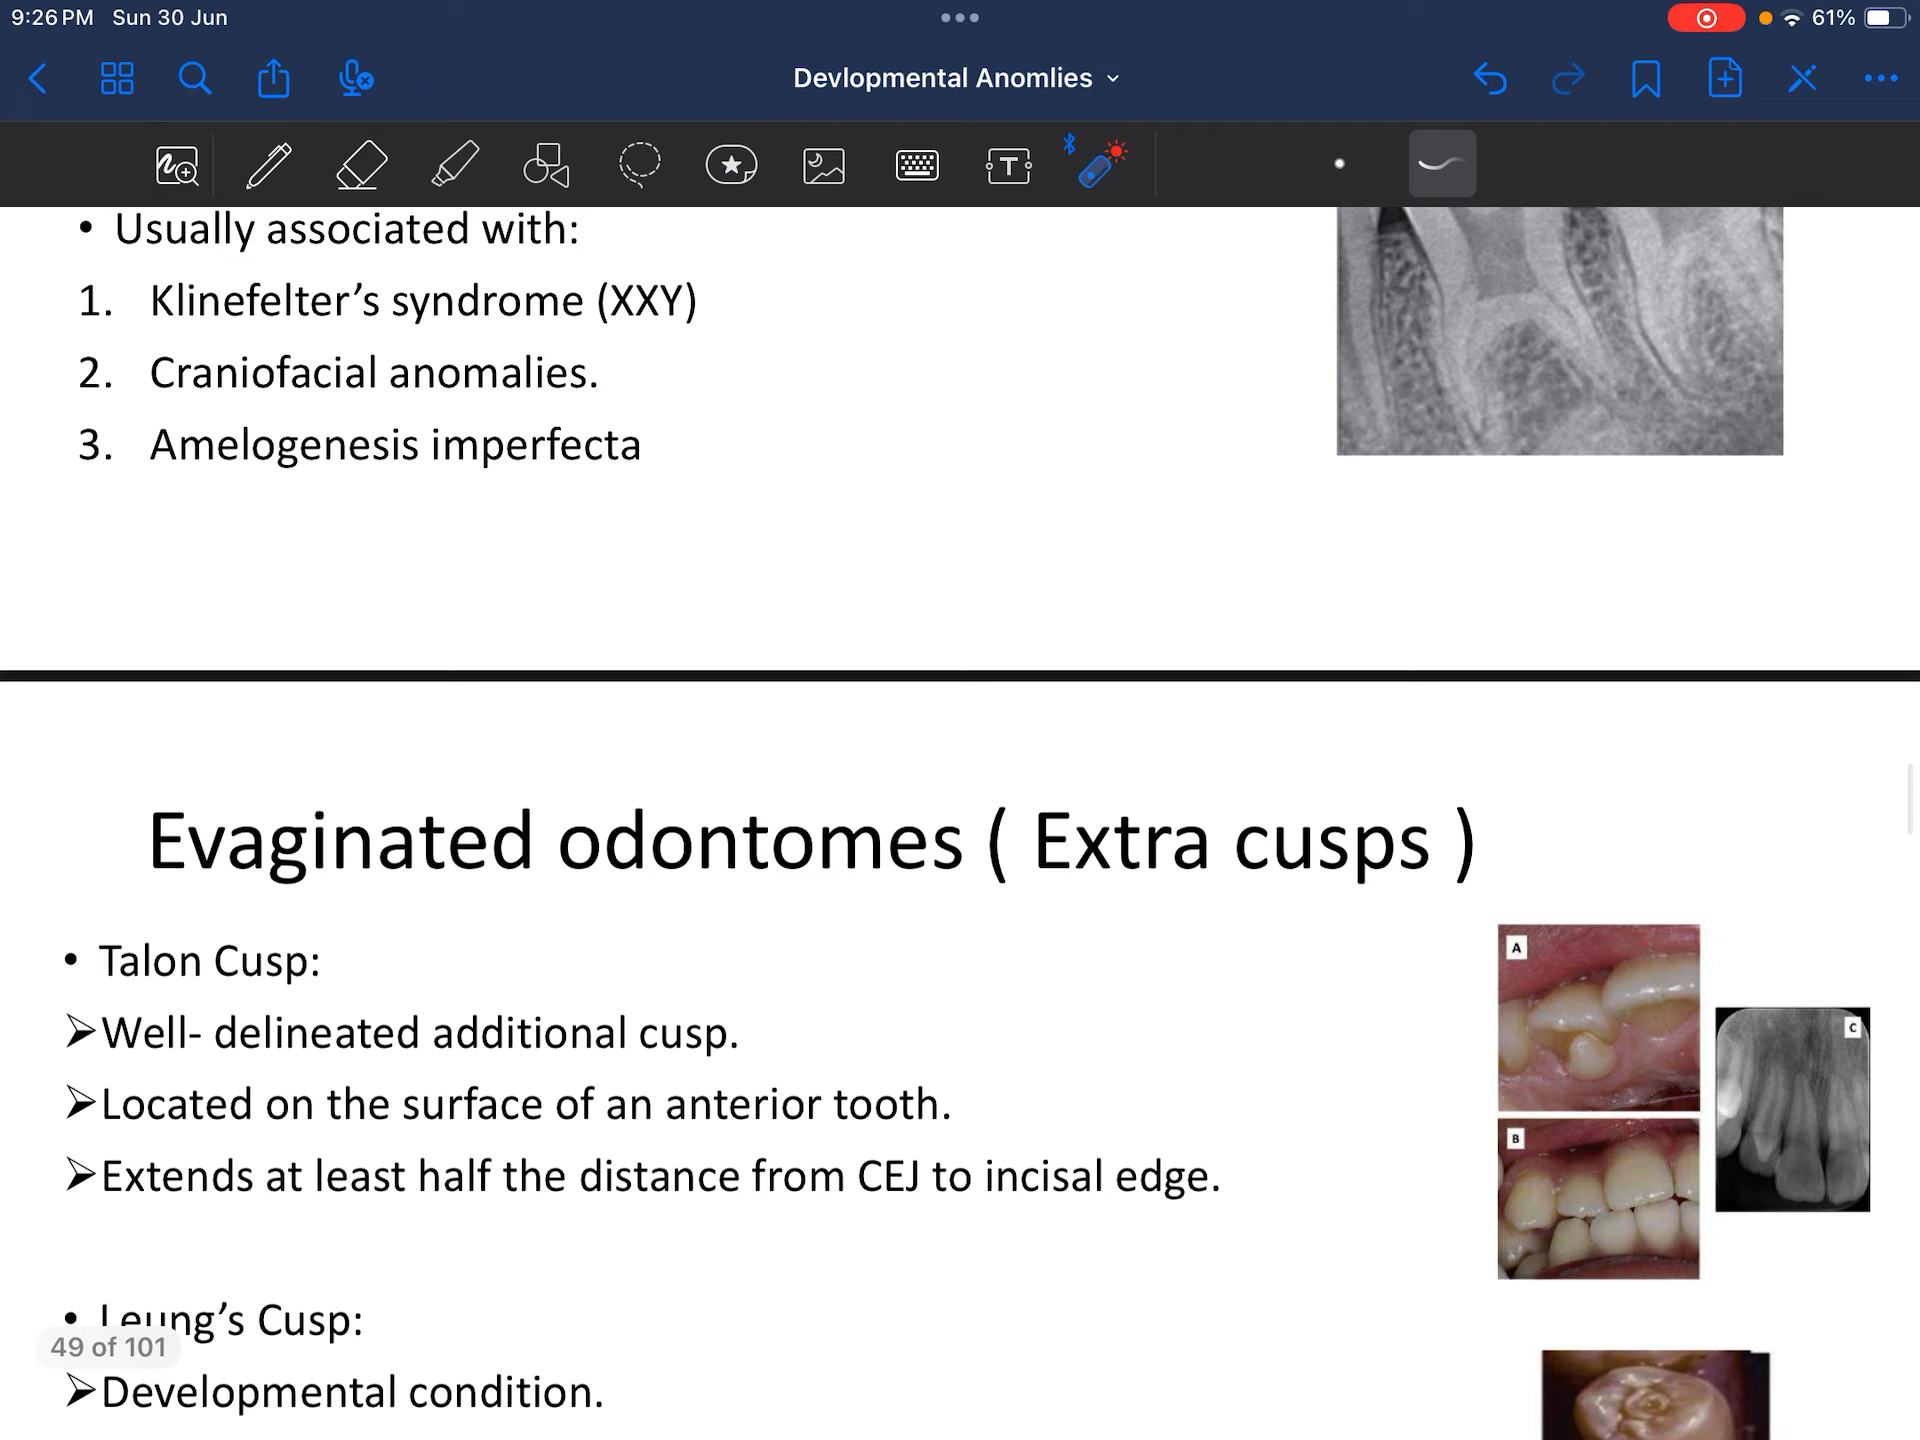 9:26 PM Sun 30 Jun
61%
Devlopmental Anomlies
T
• Usually associated with:
1. Klinefelter’s syndrome (XXY)
2. Craniofacial anomalies.
3. Amelogenesis imperfecta
Evaginated odontomes ( Extra cusps )
• Talon Cusp:
A
➢Well- delineated additional cusp.
C
➢Located on the surface of an anterior tooth.
B
➢Extends at least half the distance from CEJ to incisal edge.
• Leung’s Cusp:
49 of 101
➢Developmental condition.